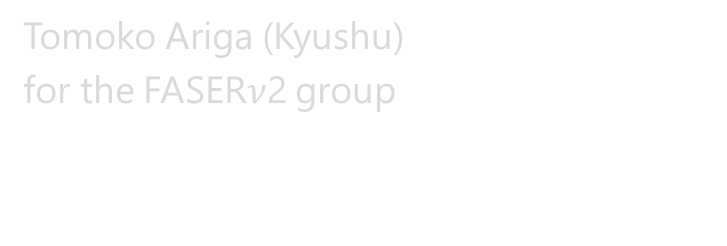 Tomoko Ariga (Kyushu)
for the FASER𝜈2 group